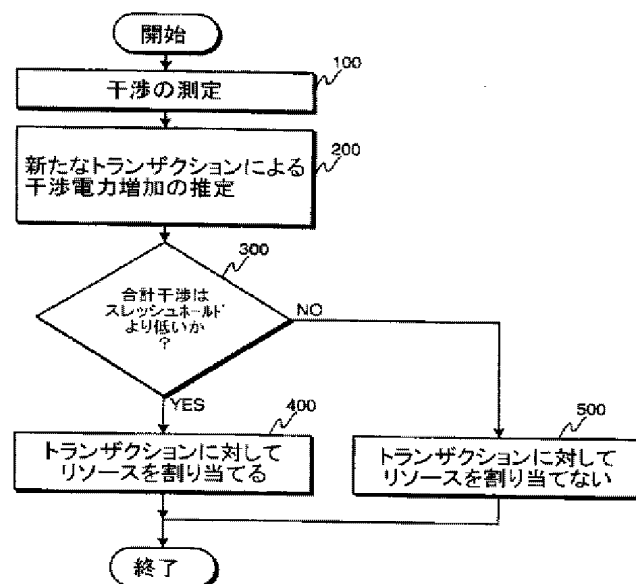 開始
100
干渉の測定
200
新たなトランザクションによる
干渉電力増加の推定
300
合計干渉は
スレッシュホールド
より低いか
?
NO
YES
400
トランザクションに対して
リソースを割り当てる
500
トランザクションに対して
リソースを割り当てない
終了